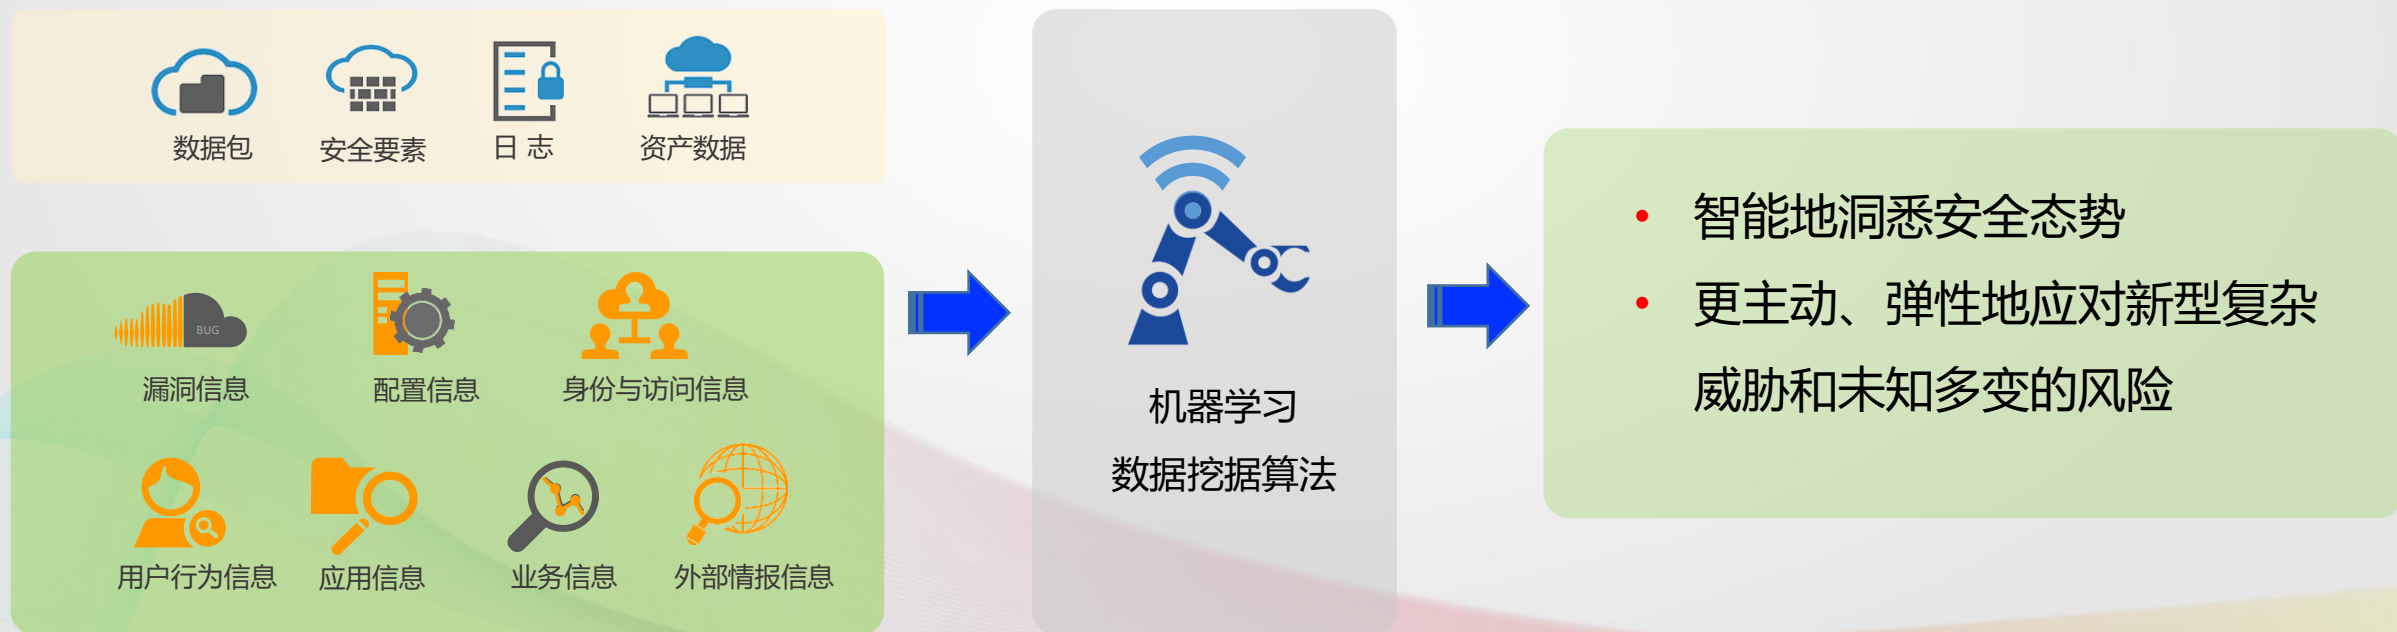 数据包
安全要素
日 志
资产数据
BUG
漏洞信息
配置信息
身份与访问信息
用户行为信息
应用信息
业务信息
外部情报信息
机器学习
数据挖据算法
• 智能地洞悉安全态势
• 更主动、弹性地应对新型复杂
威胁和未知多变的风险